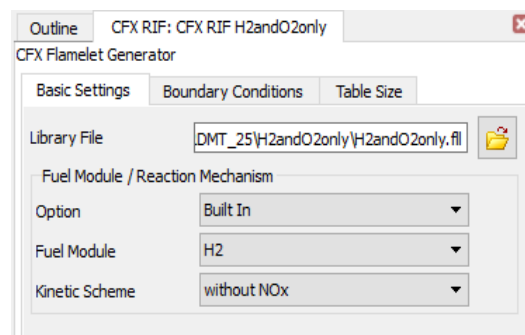 Outline CFX RIF: CFX RIF H2andO2only
CFX Flamelet Generator
Basic Settings Boundary Conditions Table Size
Library File .DMT_25\H2andO2only\H2andO2only.fll
Fuel Module / Reaction Mechanism
Option Built In
Fuel Module H2
Kinetic Scheme without NOx